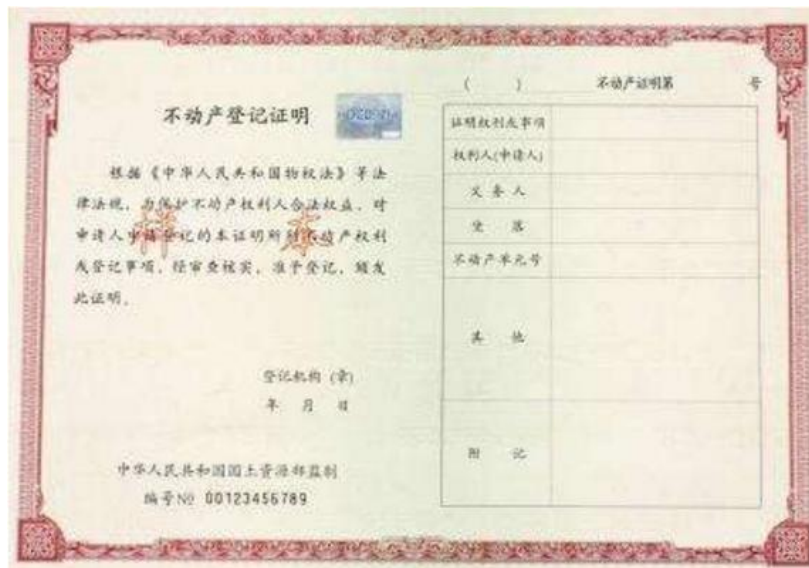 不动产登记证明
根据《中华人民共和国物权法》等法
律法规，为保护不动产权利人合法权益，对
申请人申请登记的本证明所列不动产权利
或登记事项，经审查核实，准予登记，颁发
此证明。
样 本
登记机构（章）
年 月 日
中华人民共和国国土资源部监制
编号№ 00123456789
（ ） 不动产证明第 号
证明权利或事项
权利人(申请人)
义务人
坐落
不动产单元号
其他
附记